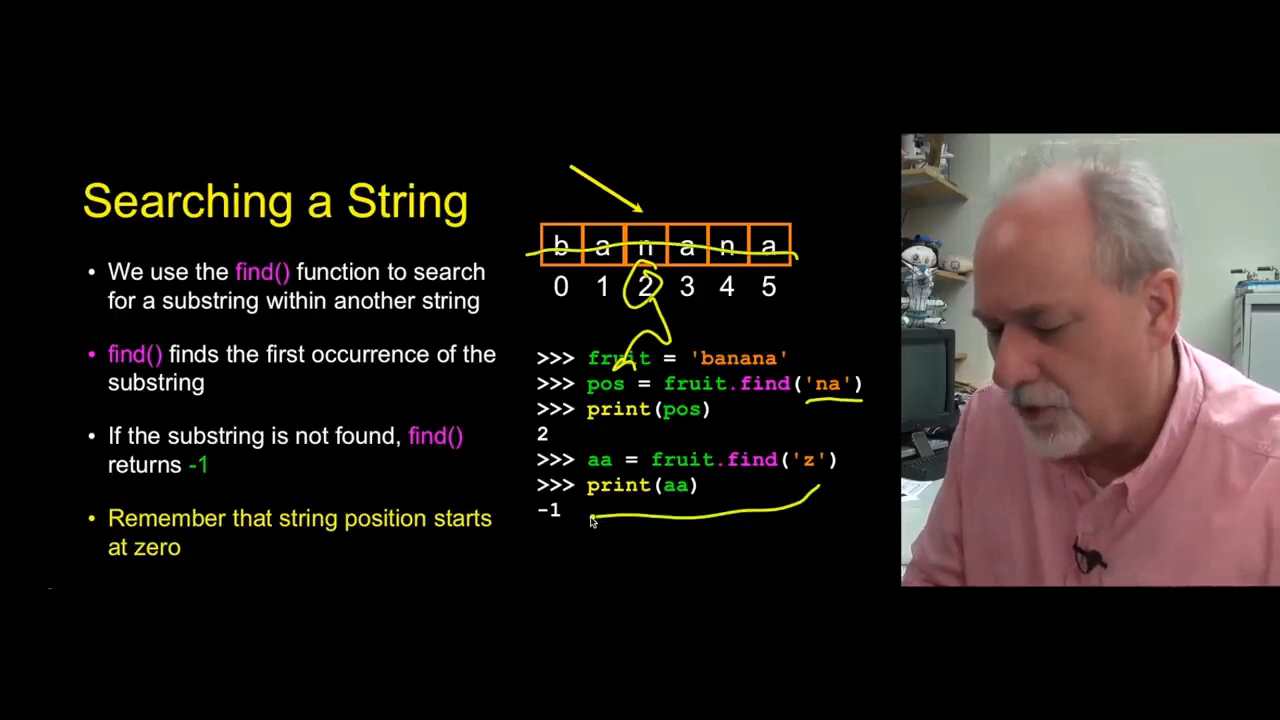 Searching a String
• We use the find() function to search
for a substring within another string
• find() finds the first occurrence of the
substring
• If the substring is not found, find()
returns -1
• Remember that string position starts
at zero
b a n a n a
0 1 2 3 4 5
>>> fruit = 'banana'
>>> pos = fruit.find('na')
>>> print(pos)
2
>>> aa = fruit.find('z')
>>> print(aa)
-1